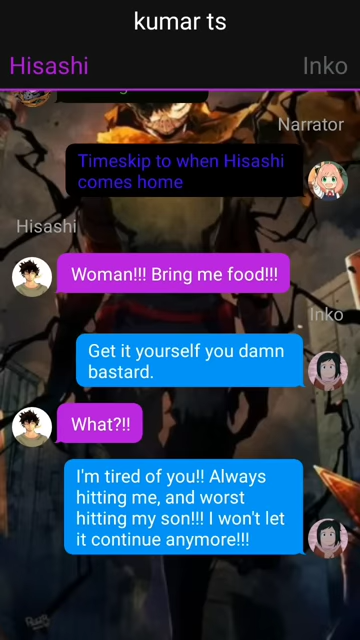 kumar ts
Hisashi
Inko
Narrator
Timeskip to when Hisashi
comes home
Hisashi
Woman!!! Bring me food!!!
Inko
Get it yourself you damn
bastard.
What?!!
I'm tired of you!! Always
hitting me, and worst
hitting my son!!! I won't let
it continue anymore!!!